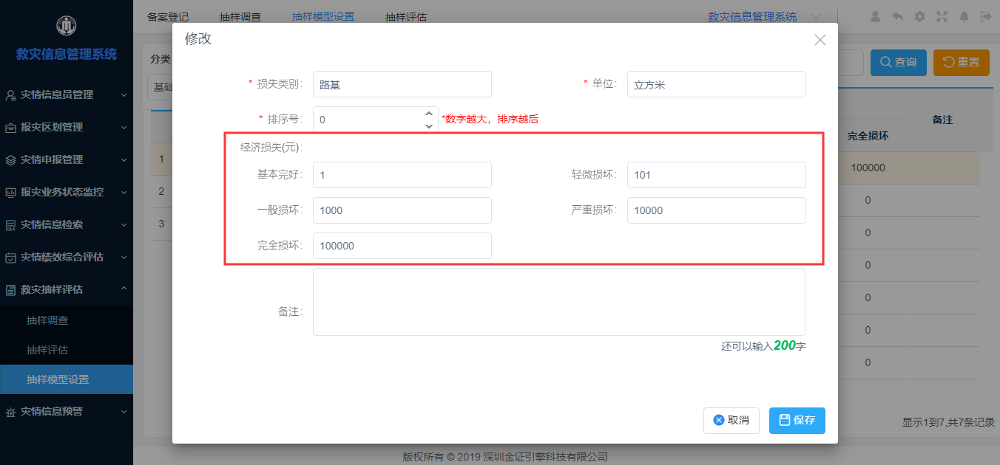 备案登记 抽样调查 抽样模型设置 抽样评估 救灾信息管理系统
救灾信息管理系统
灾情信息员管理
报灾区划管理
灾情申报管理
报灾业务状态监控
灾情信息检索
灾情绩效综合评估
救灾抽样评估
抽样调查
抽样评估
抽样模型设置
灾情信息预警
分类
基础
查询 重置
1
2
3
修改
* 损失类别: 路基 * 单位: 立方米
* 排序号: 0 *数字越大，排序越后
经济损失(元):
基本完好: 1 轻微损坏: 101
一般损坏: 1000 严重损坏: 10000
完全损坏: 100000
备注:
还可以输入200字
取消 保存
备注
完全损坏
100000
0
0
0
0
0
0
显示1到7,共7条记录
版权所有 © 2019 深圳金证引擎科技有限公司